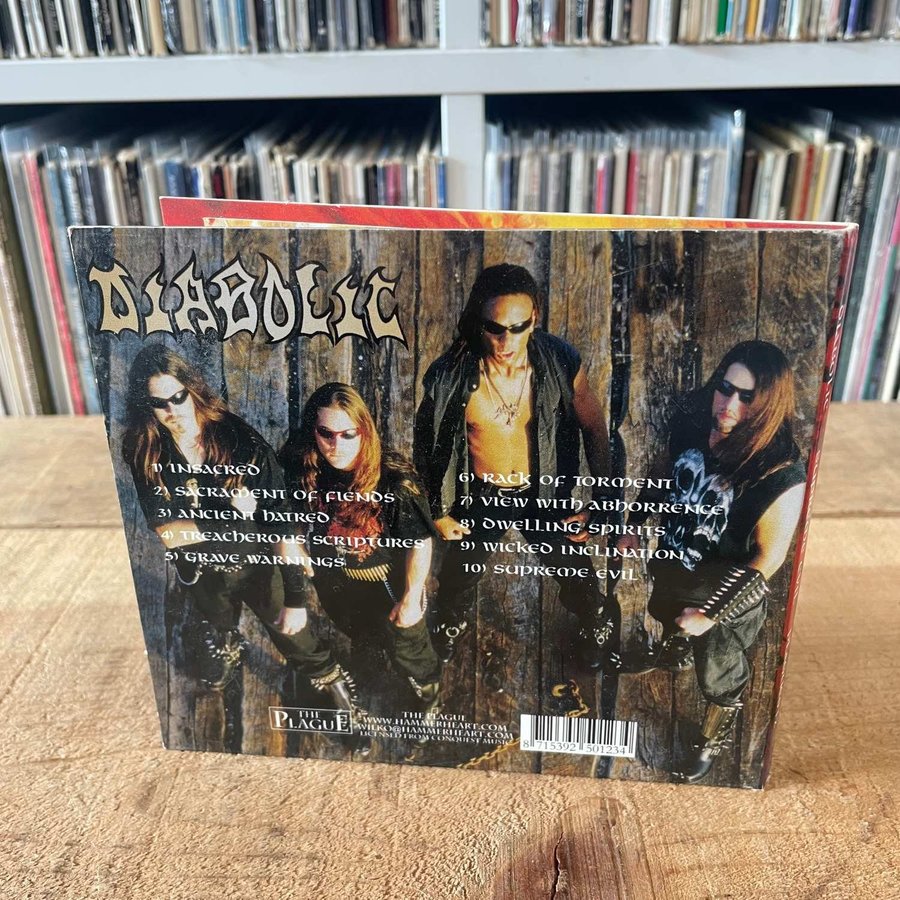 DIABOLIC
1) INSACRED
2) SACRAMENT OF FIENDS
3) ANCIENT HATRED
4) TREACHEROUS SCRIPTURES
5) GRAVE WARNINGS
6) RACK OF TORMENT
7) VIEW WITH ABHORRENCE
8) DWELLING SPIRITS
9) WICKED INCLINATION
10) SUPREME EVIL
THE
PLAGUE
THE PLAGUE
WWW.HAMMERHEART.COM
WILKO@HAMMERHEART.COM
LICENSED FROM CONQUEST MUSIC
8 715392 501234